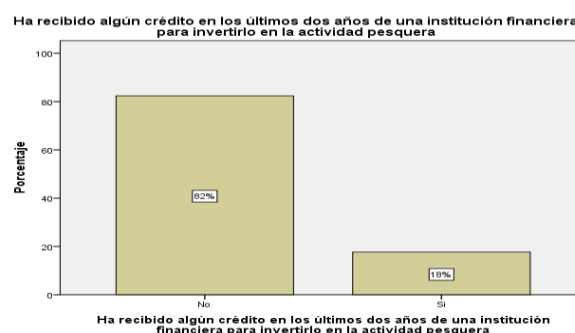 Ha recibido algún crédito en los últimos dos años de una institución financiera
para invertirlo en la actividad pesquera
100
80
60
40
20
0
Porcentaje
82%
18%
No
Si
Ha recibido algún crédito en los últimos dos años de una institución
financiera para invertirlo en la actividad pesquera